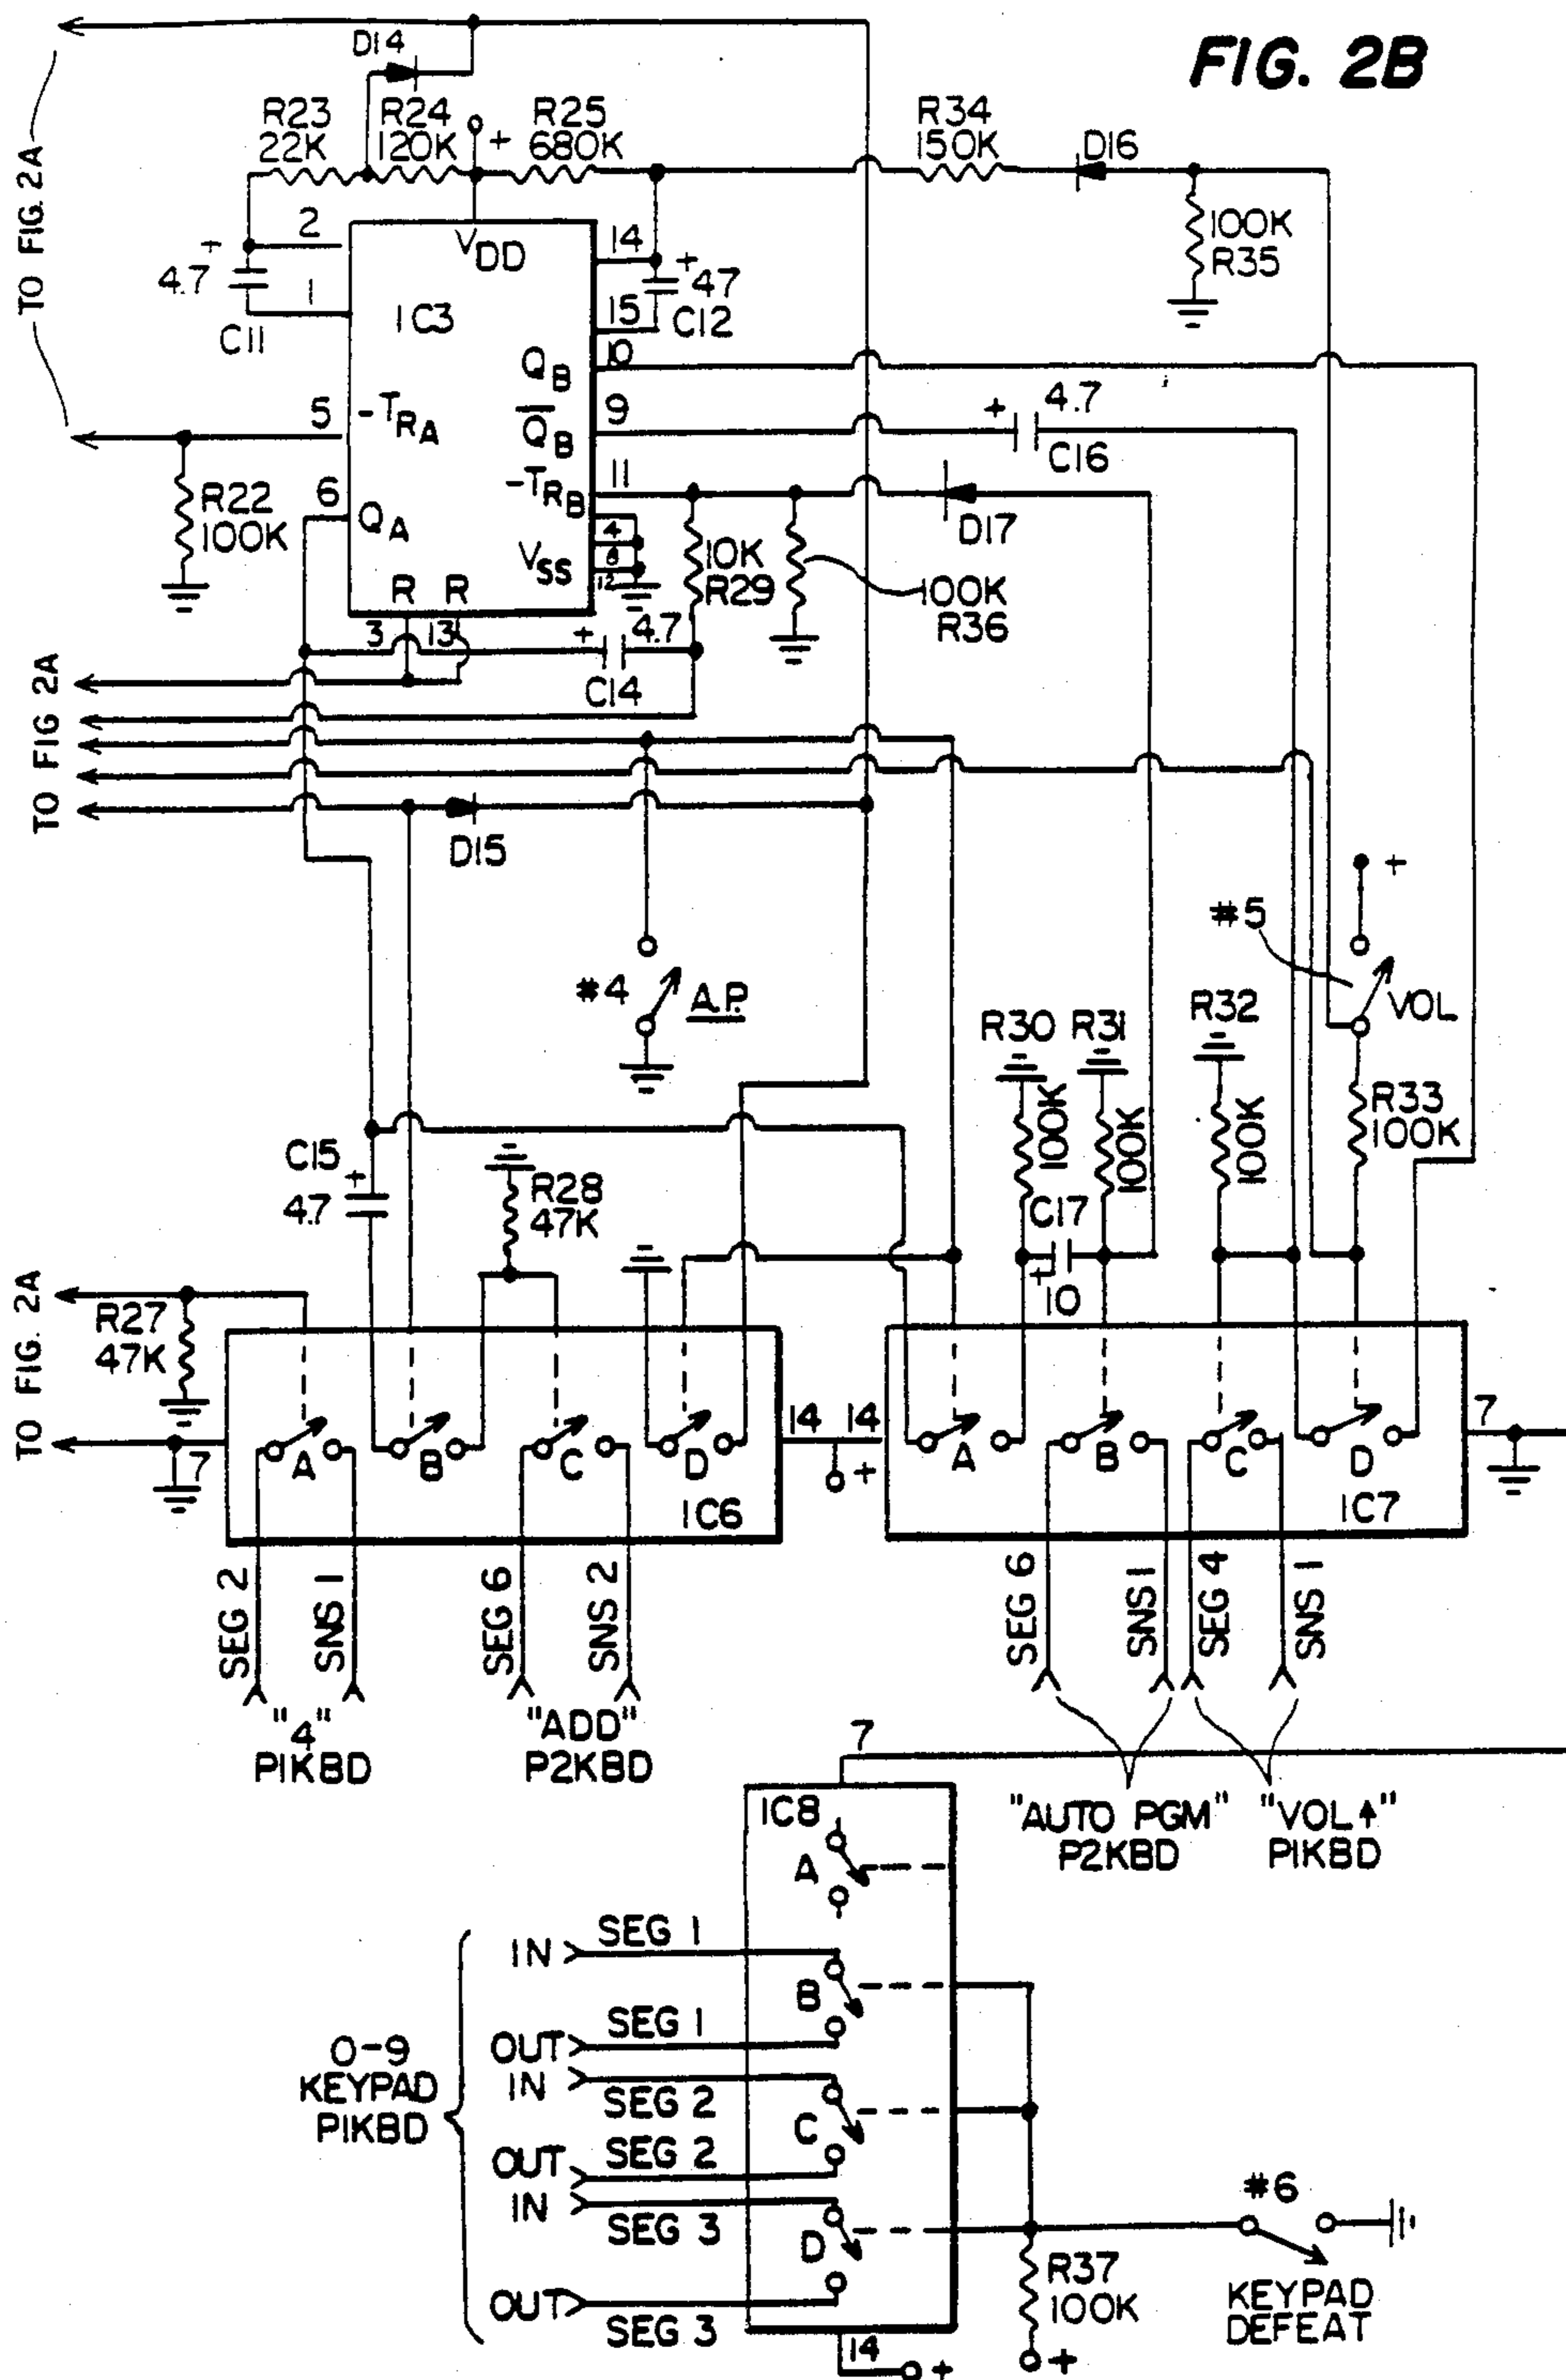 FIG. 2B
TO FIG. 2A
D14
R23
22K
R24
120K
+
R25
680K
R34
150K
D16
100K
R35
2
1
+
4.7
C11
VDD
IC3
14
15
+
47
C12
QB
10
Q̅B
9
+
4.7
C16
5
-TRA
R22
100K
6
QA
-TRB
11
D17
4
8
12
VSS
10K
R29
100K
R36
R
R
3
13
+
4.7
C14
TO FIG 2A
D15
#4
A.P.
#5
+
VOL
R30
100K
R31
100K
R32
100K
R33
100K
C15
+
4.7
R28
47K
C17
+
10
TO FIG. 2A
R27
47K
7
A
B
C
D
IC6
14
14
+
A
B
C
D
IC7
7
SEG 2
SNS 1
SEG 6
SNS 2
SEG 6
SNS 1
SEG 4
SNS 1
"4"
P1KBD
"ADD"
P2KBD
"AUTO PGM"
P2KBD
"VOL↑"
P1KBD
7
IC8
A
B
C
D
0-9
KEYPAD
P1KBD
IN
SEG 1
OUT
SEG 1
IN
SEG 2
OUT
SEG 2
IN
SEG 3
OUT
SEG 3
14
+
R37
100K
+
#6
KEYPAD
DEFEAT